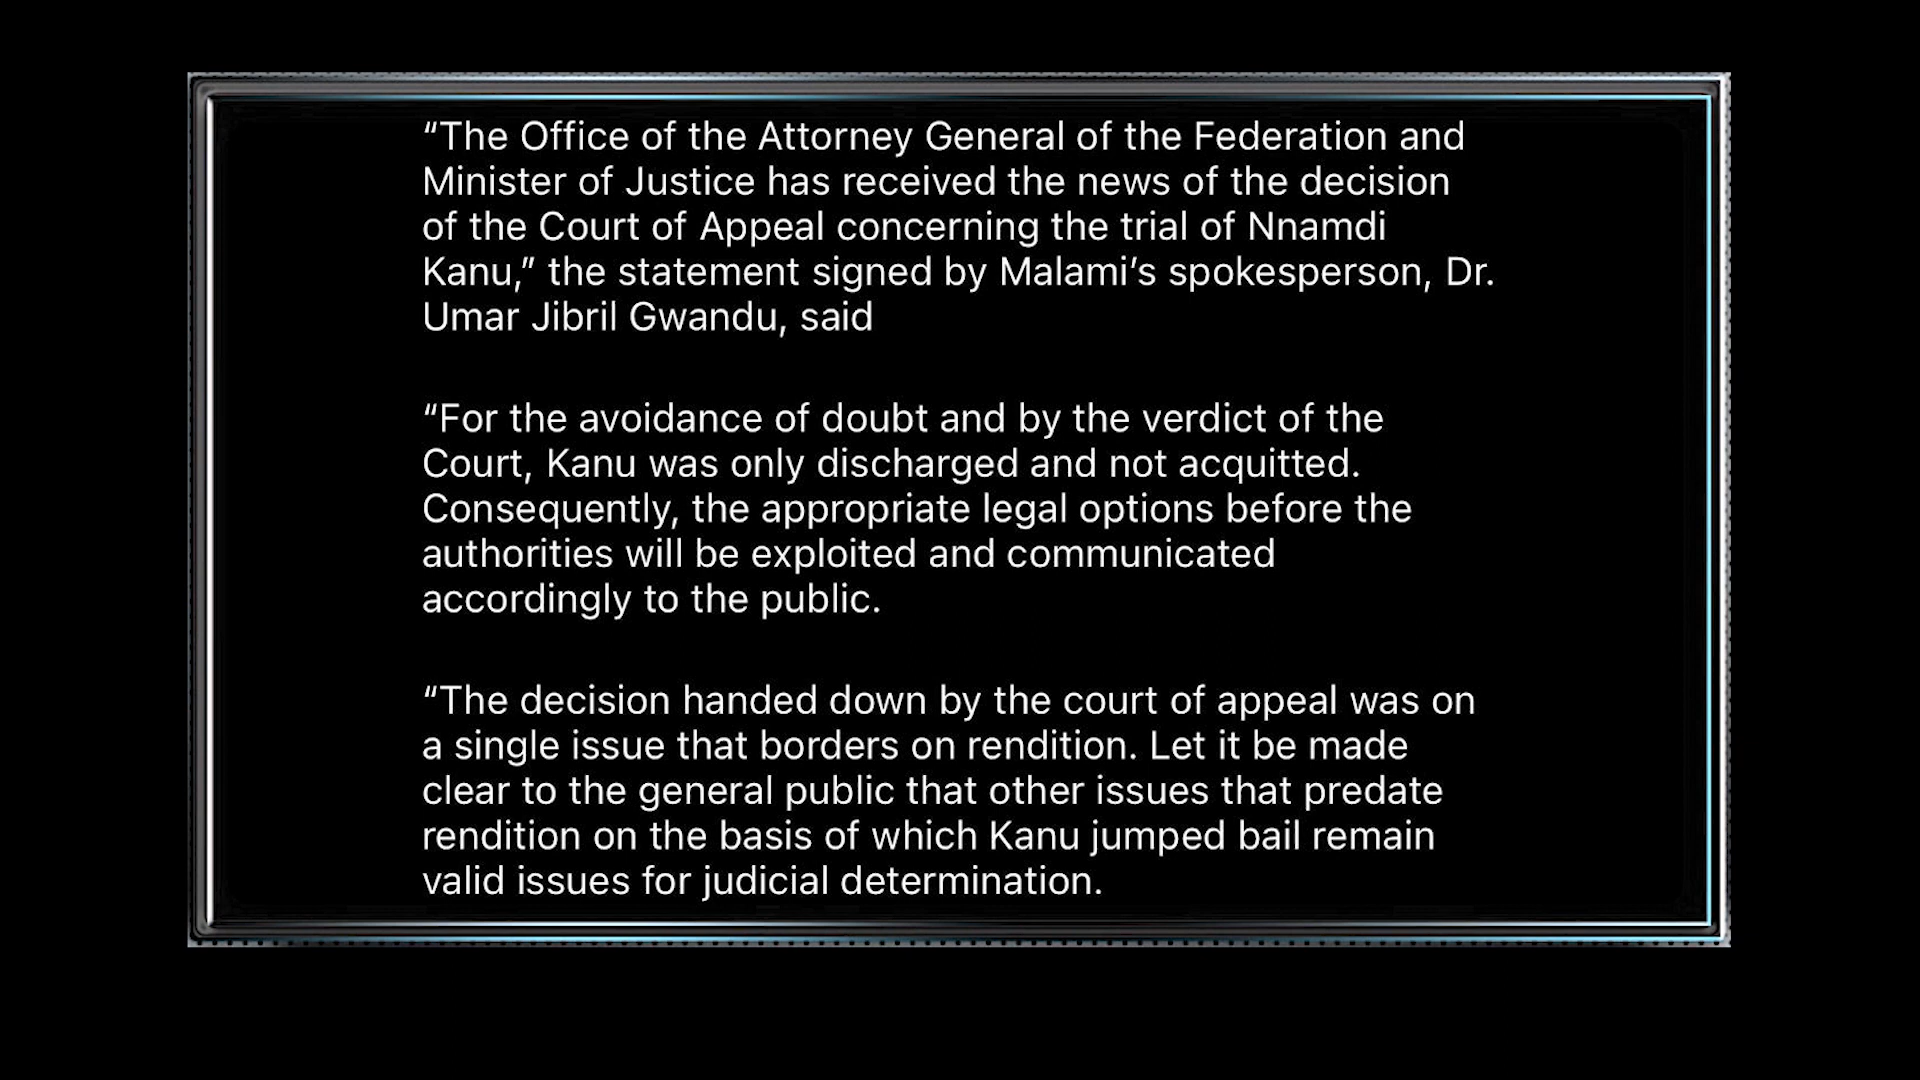 “The Office of the Attorney General of the Federation and
Minister of Justice has received the news of the decision
of the Court of Appeal concerning the trial of Nnamdi
Kanu,” the statement signed by Malami’s spokesperson, Dr.
Umar Jibril Gwandu, said
“For the avoidance of doubt and by the verdict of the
Court, Kanu was only discharged and not acquitted.
Consequently, the appropriate legal options before the
authorities will be exploited and communicated
accordingly to the public.
“The decision handed down by the court of appeal was on
a single issue that borders on rendition. Let it be made
clear to the general public that other issues that predate
rendition on the basis of which Kanu jumped bail remain
valid issues for judicial determination.